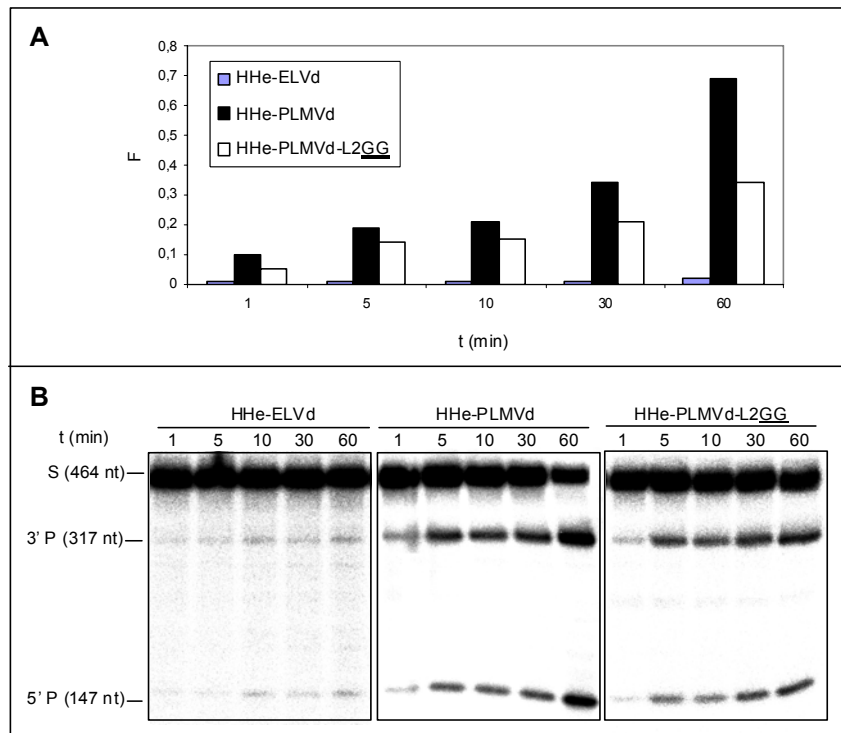 A
0,8
0,7
0,6
0,5
0,4
0,3
0,2
0,1
0
F
HHe-ELVd
HHe-PLMVd
HHe-PLMVd-L2GG
1 5 10 30 60
t (min)
B
HHe-ELVd HHe-PLMVd HHe-PLMVd-L2GG
t (min) 1 5 10 30 60 1 5 10 30 60 1 5 10 30 60
S (464 nt)
3' P (317 nt)
5' P (147 nt)